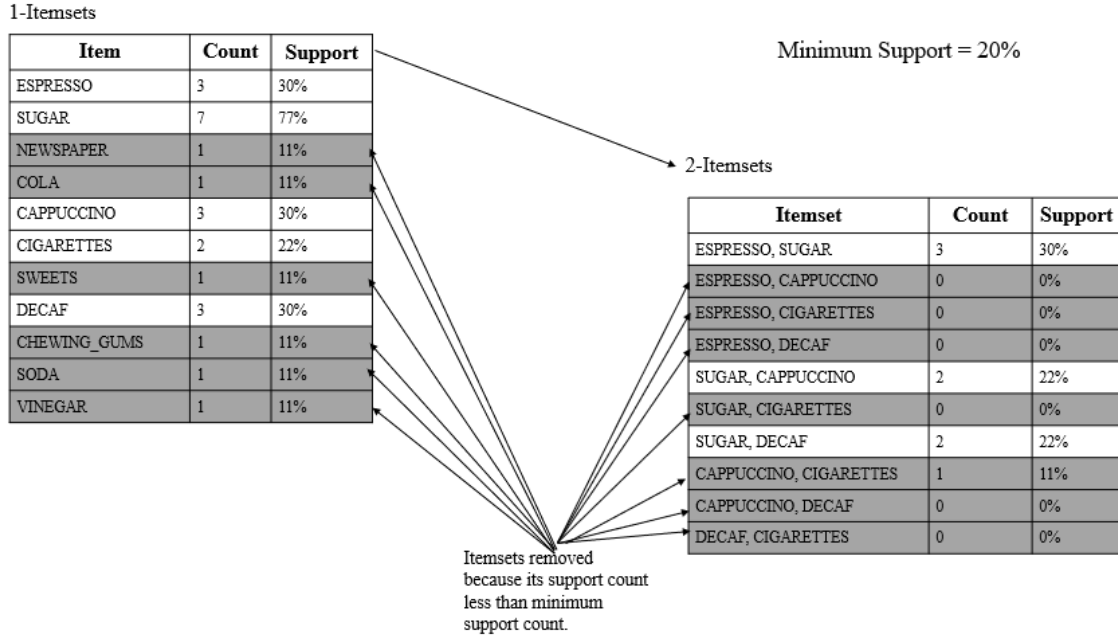 1-Itemsets
Item Count Support
ESPRESSO 3 30%
SUGAR 7 77%
NEWSPAPER 1 11%
COLA 1 11%
CAPPUCCINO 3 30%
CIGARETTES 2 22%
SWEETS 1 11%
DECAF 3 30%
CHEWING_GUMS 1 11%
SODA 1 11%
VINEGAR 1 11%
Minimum Support = 20%
2-Itemsets
Itemset Count Support
ESPRESSO, SUGAR 3 30%
ESPRESSO, CAPPUCCINO 0 0%
ESPRESSO, CIGARETTES 0 0%
ESPRESSO, DECAF 0 0%
SUGAR, CAPPUCCINO 2 22%
SUGAR, CIGARETTES 0 0%
SUGAR, DECAF 2 22%
CAPPUCCINO, CIGARETTES 1 11%
CAPPUCCINO, DECAF 0 0%
DECAF, CIGARETTES 0 0%
Itemsets removed
because its support count
less than minimum
support count.